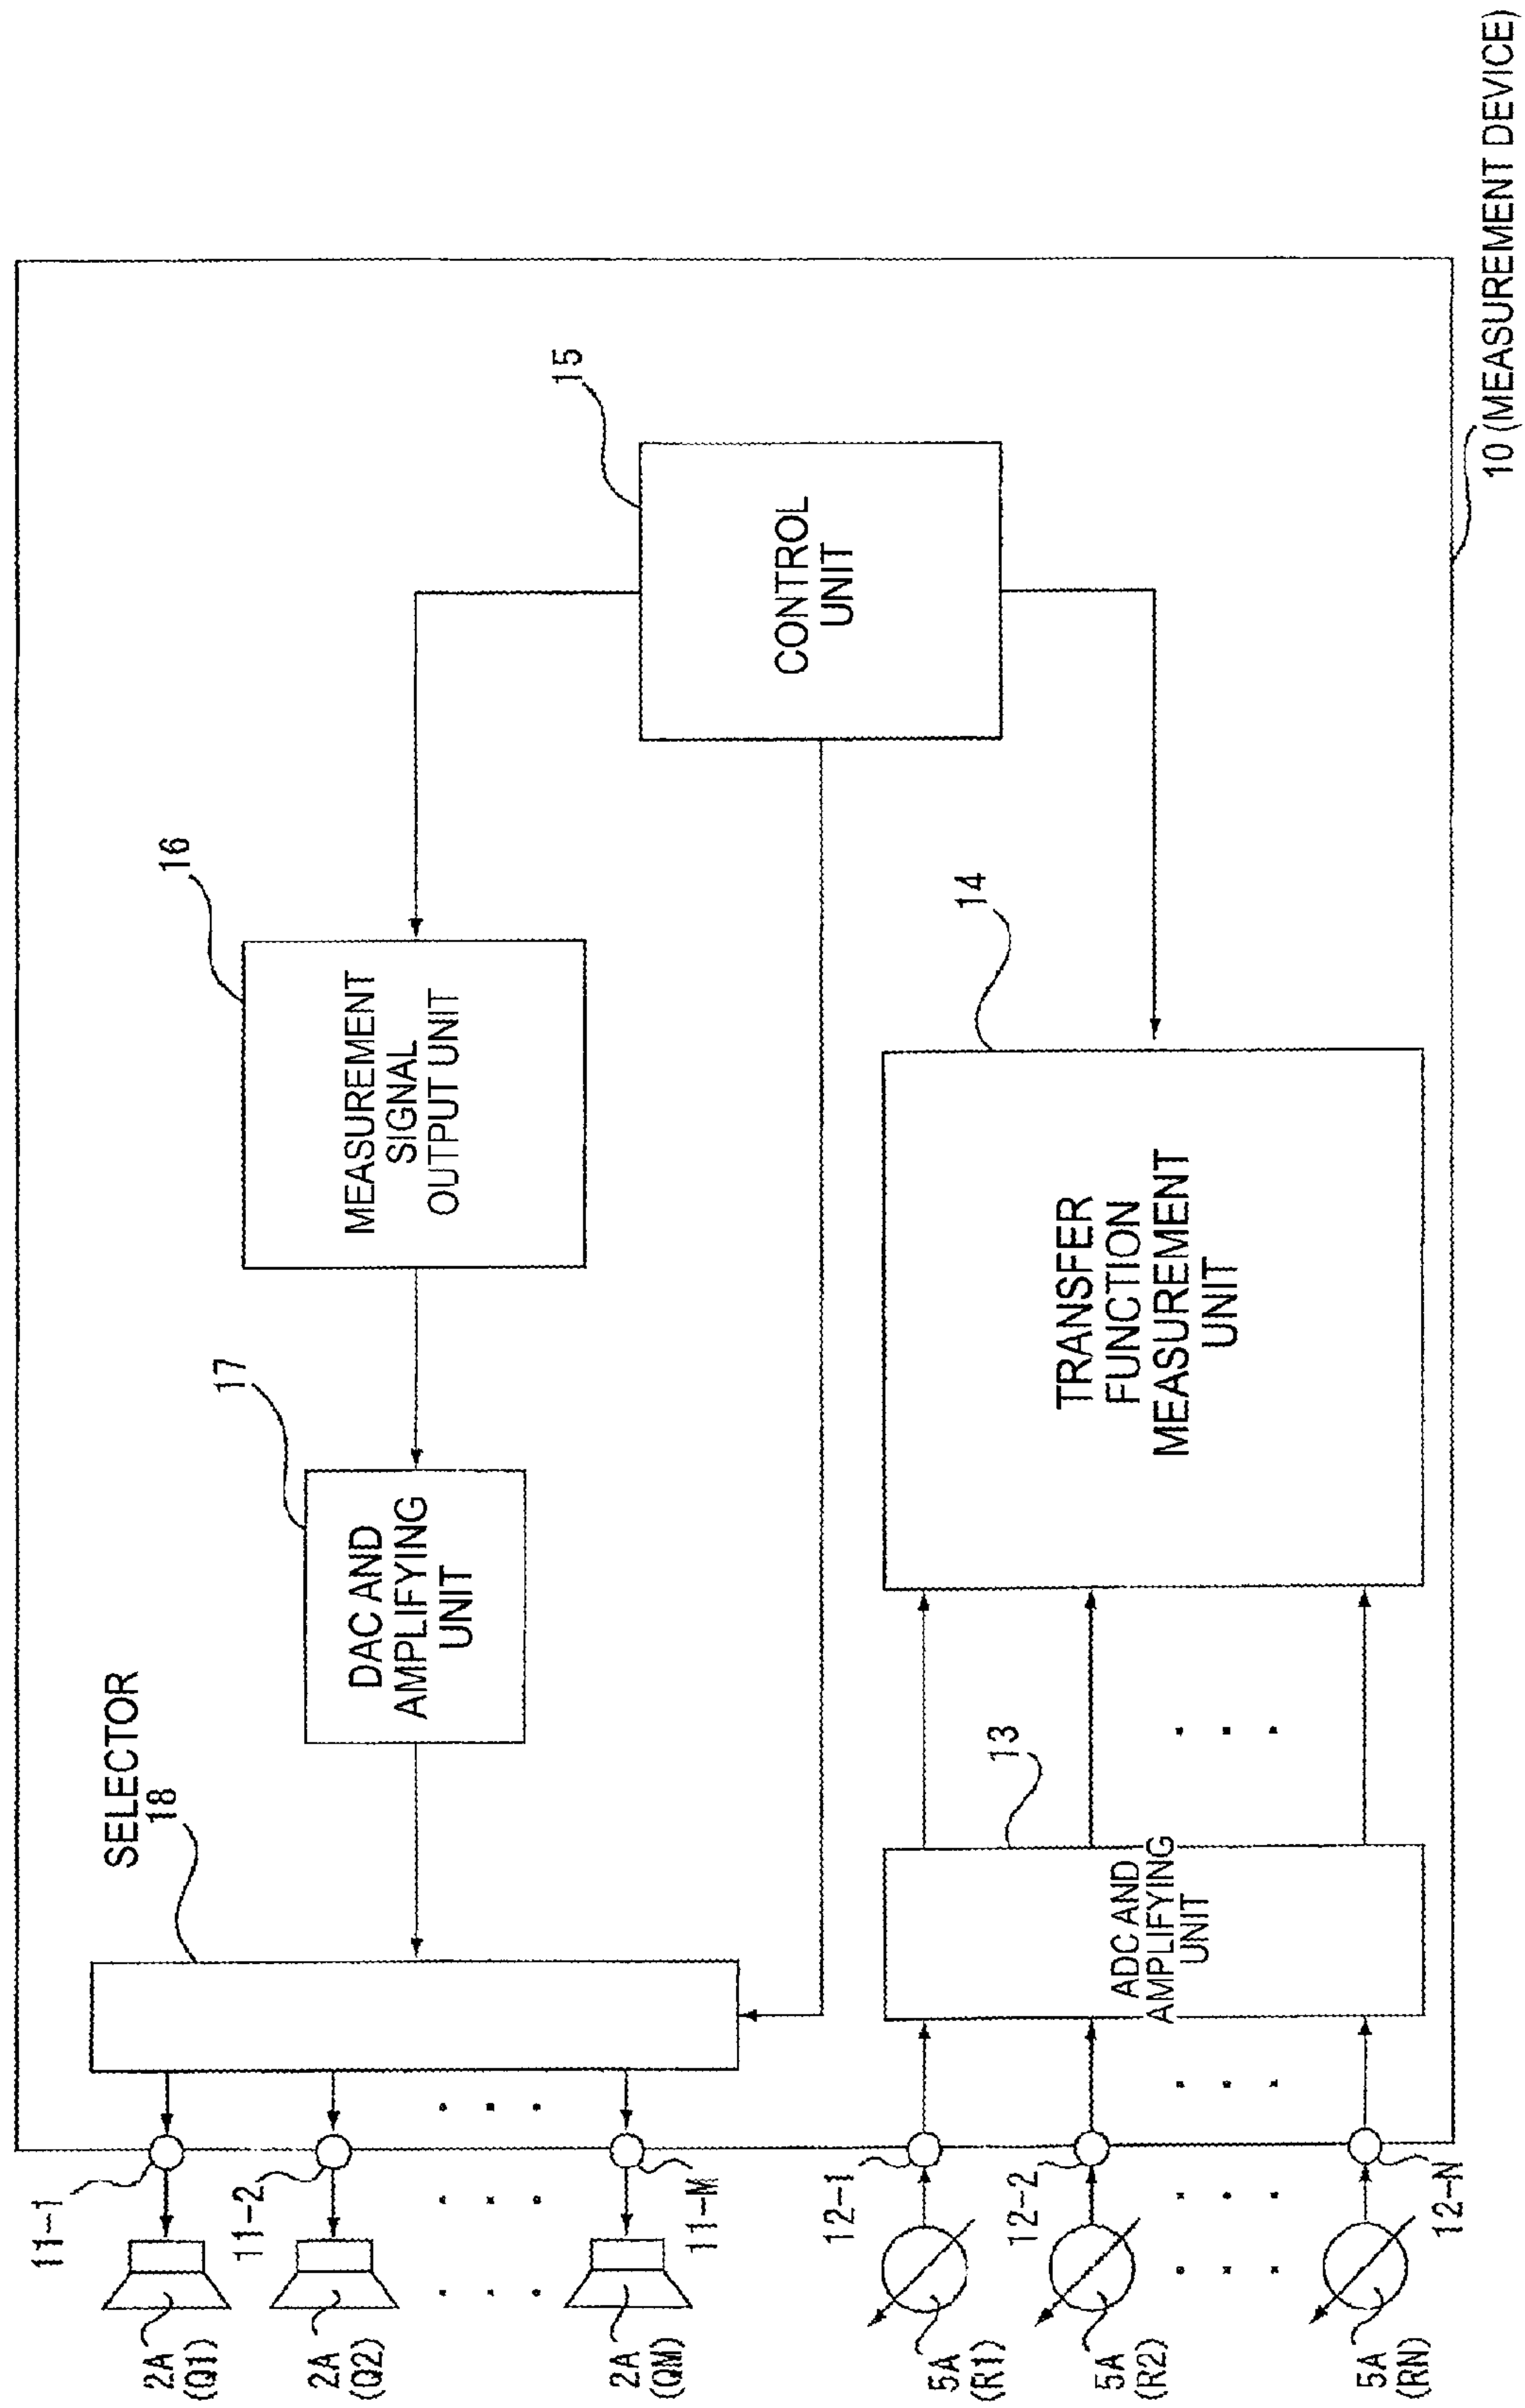 10 (MEASUREMENT DEVICE)
15
CONTROL
UNIT
16
MEASUREMENT
SIGNAL
OUTPUT UNIT
14
TRANSFER
FUNCTION
MEASUREMENT
UNIT
17
DAC AND
AMPLIFYING
UNIT
13
ADC AND
AMPLIFYING
UNIT
SELECTOR
18
11-1
11-2
11-M
12-1
12-2
12-N
2A
(Q1)
2A
(Q2)
2A
(QM)
5A
(R1)
5A
(R2)
5A
(RN)